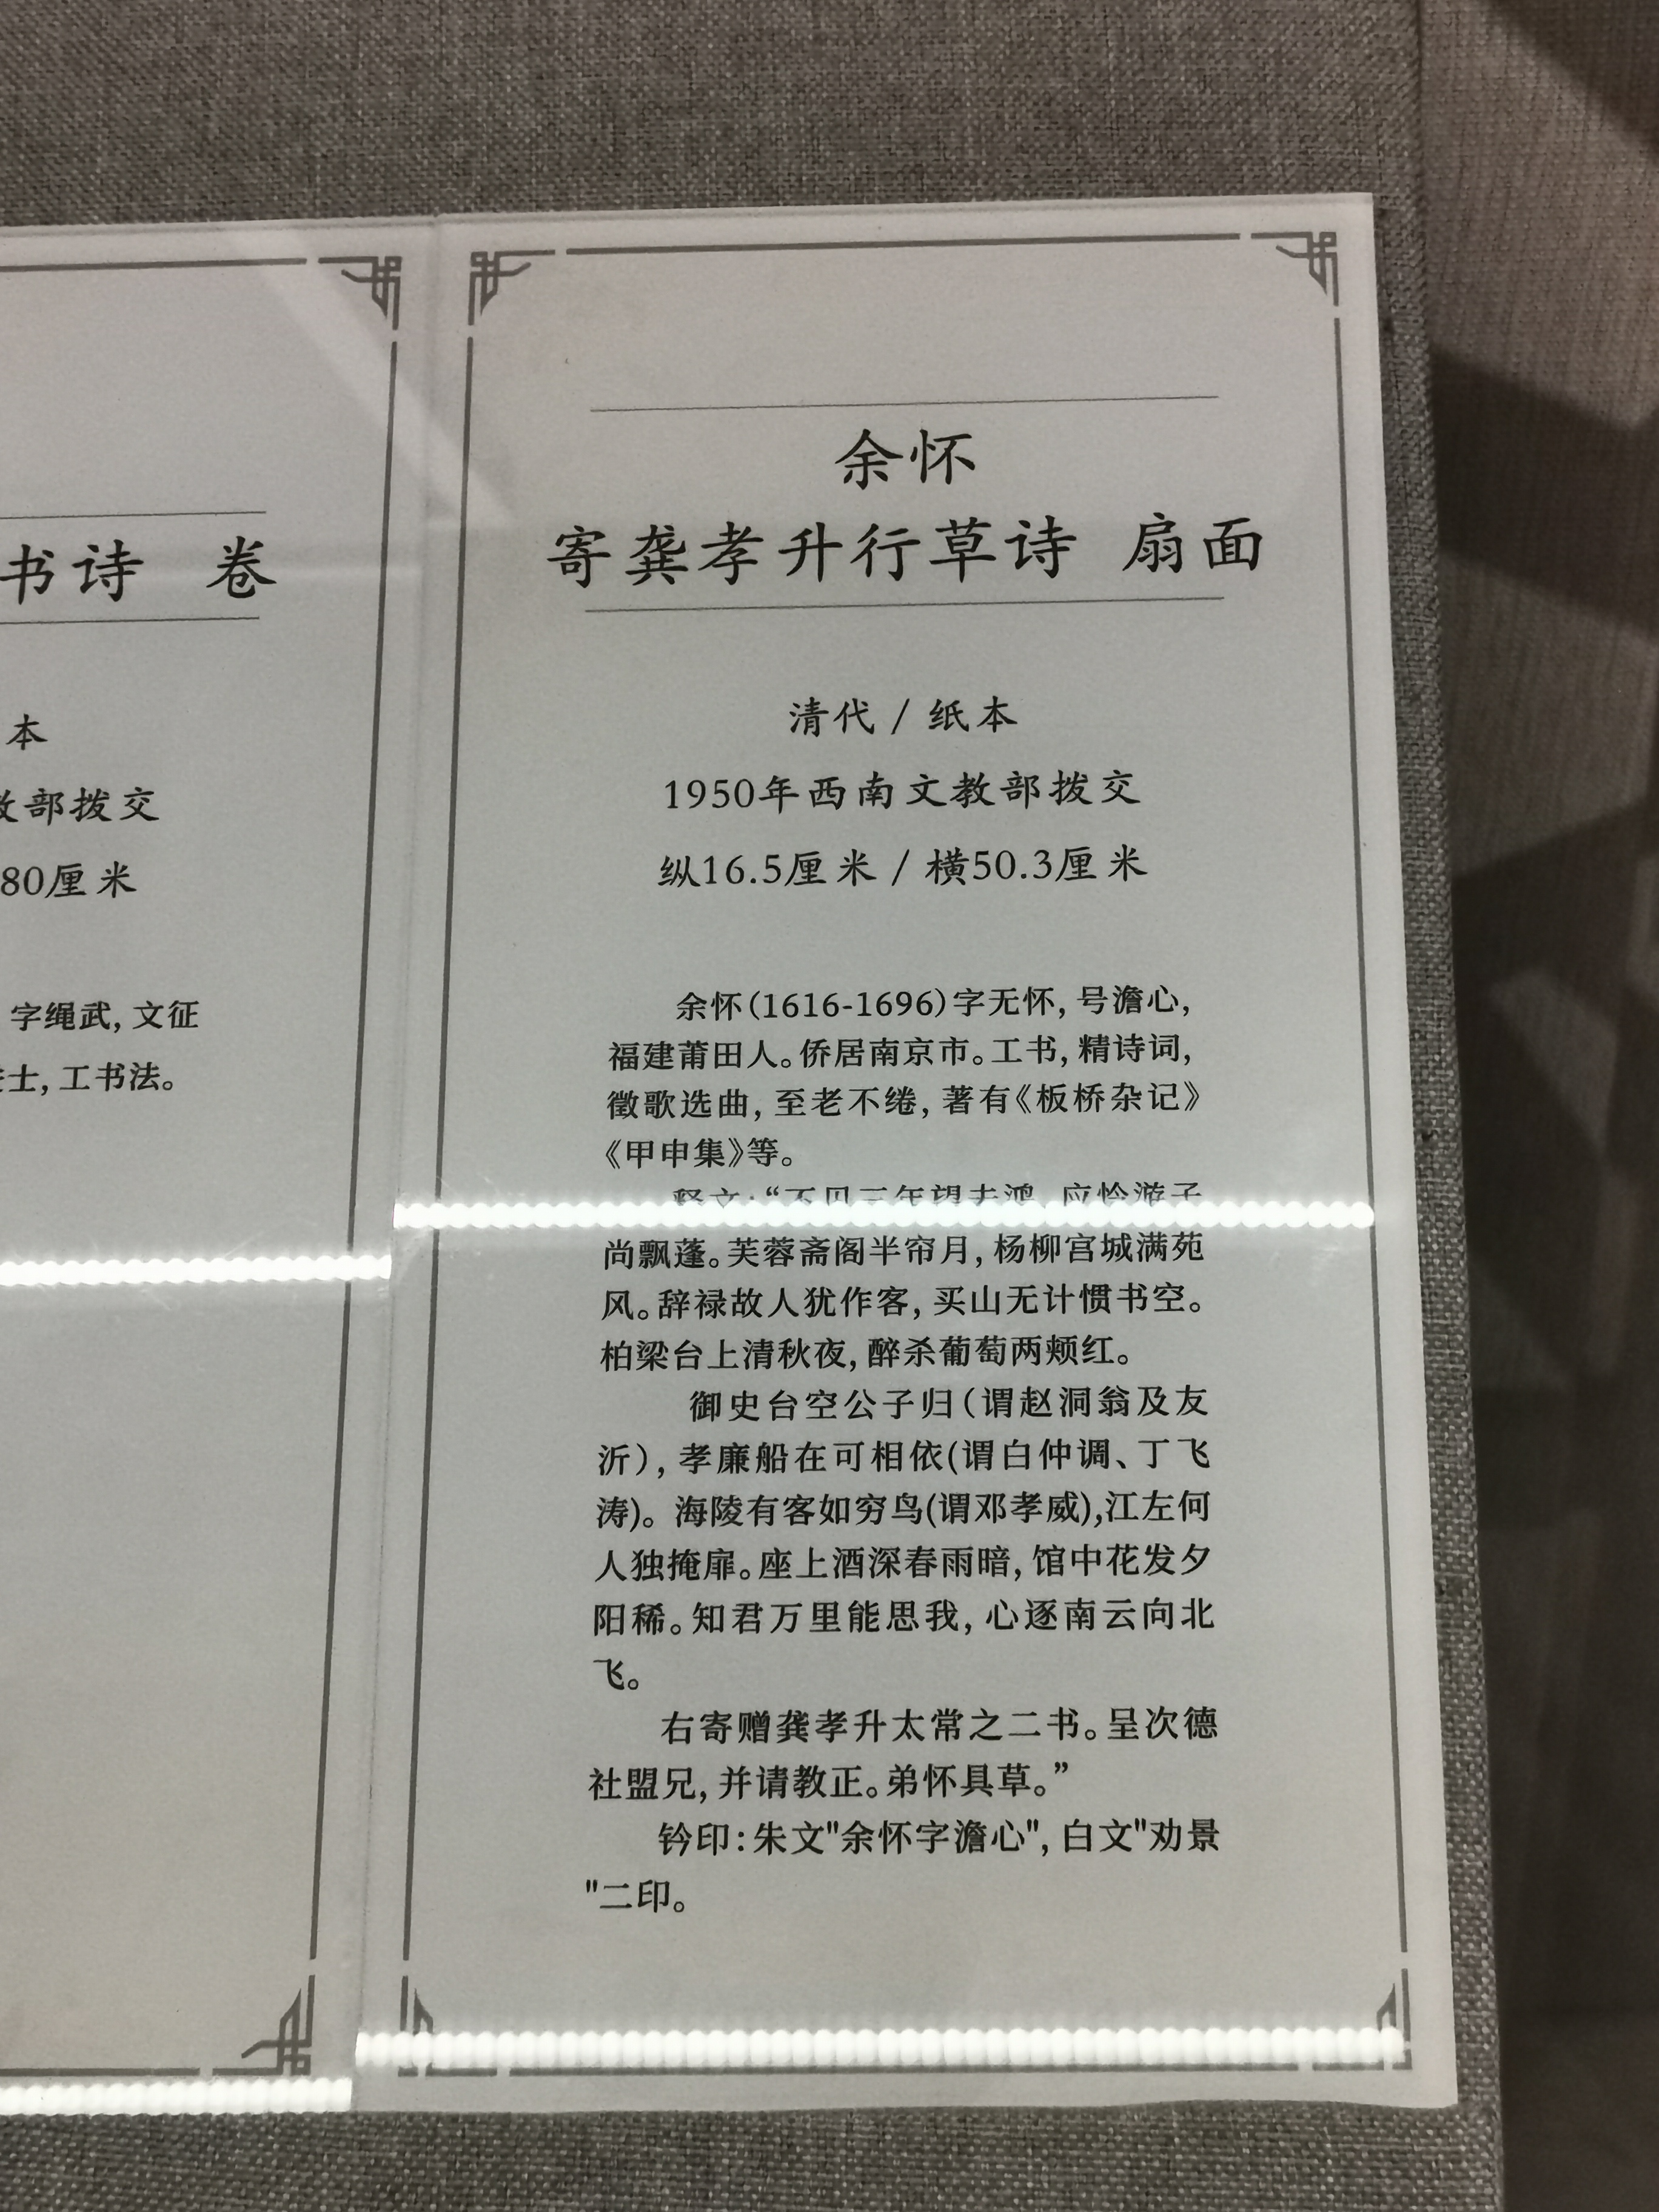 书诗 卷
本
教部拨交
80厘米
字绳武,文征
士,工书法。
余怀
寄龚孝升行草诗 扇面
清代 / 纸本
1950年西南文教部拨交
纵16.5厘米 / 横50.3厘米
余怀(1616-1696)字无怀,号澹心,
福建莆田人。侨居南京市。工书,精诗词,
徵歌选曲,至老不绻,著有《板桥杂记》
《甲申集》等。
释文:“不见三年望去鸿,应怜游子
尚飘蓬。芙蓉斋阁半帘月,杨柳宫城满苑
风。辞禄故人犹作客,买山无计惯书空。
柏梁台上清秋夜,醉杀葡萄两颊红。
御史台空公子归(谓赵洞翁及友
沂),孝廉船在可相依(谓白仲调、丁飞
涛)。海陵有客如穷鸟(谓邓孝威),江左何
人独掩扉。座上酒深春雨暗,馆中花发夕
阳稀。知君万里能思我,心逐南云向北
飞。
右寄赠龚孝升太常之二书。呈次德
社盟兄,并请教正。弟怀具草。”
钤印:朱文"余怀字澹心",白文"劝景
"二印。